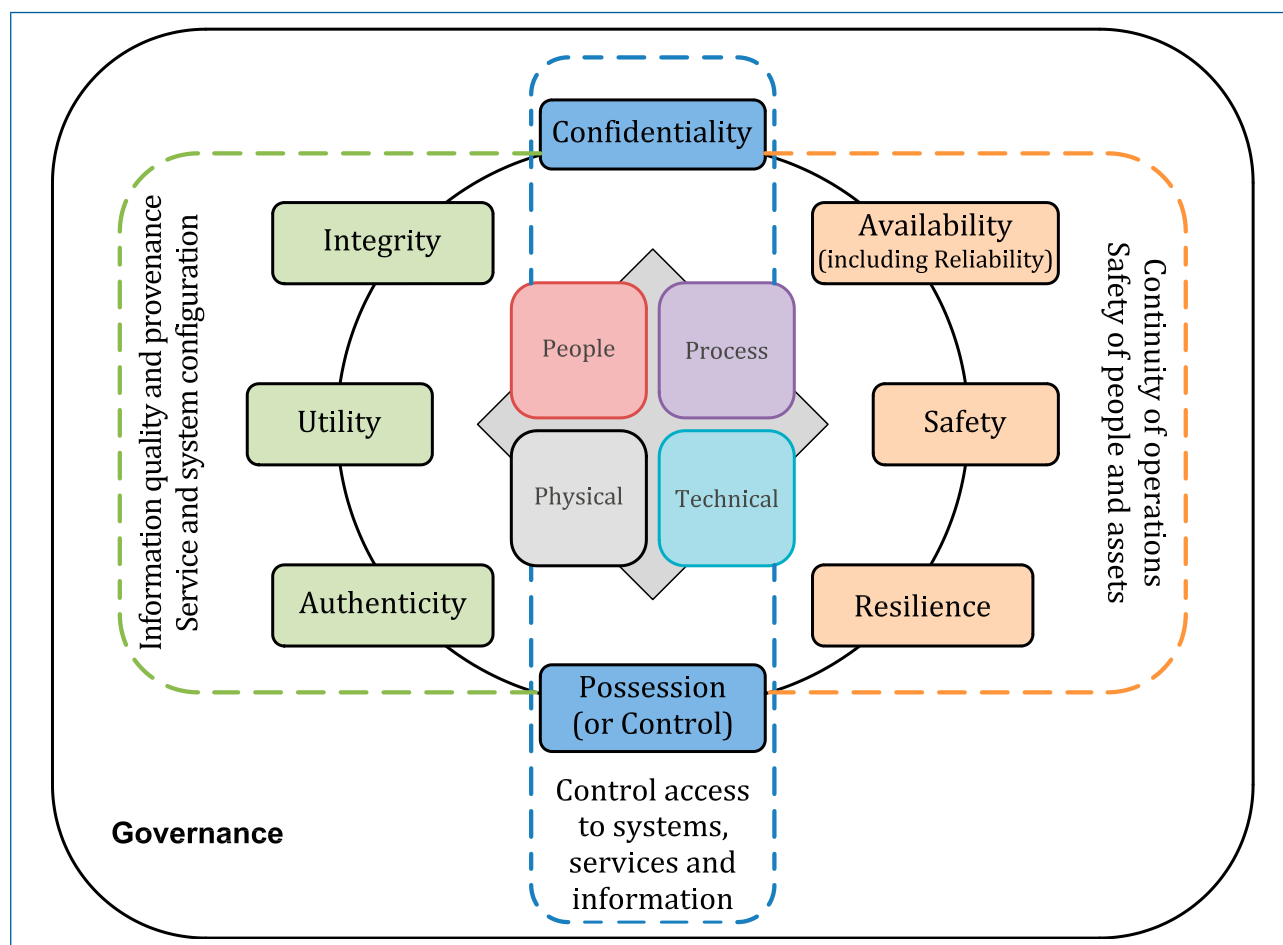 Confidentiality
Integrity
Availability
(including Reliability)
Information quality and provenance
Service and system configuration
Continuity of operations
Safety of people and assets
People
Process
Utility
Safety
Physical
Technical
Authenticity
Resilience
Possession
(or Control)
Control access
to systems,
services and
information
Governance